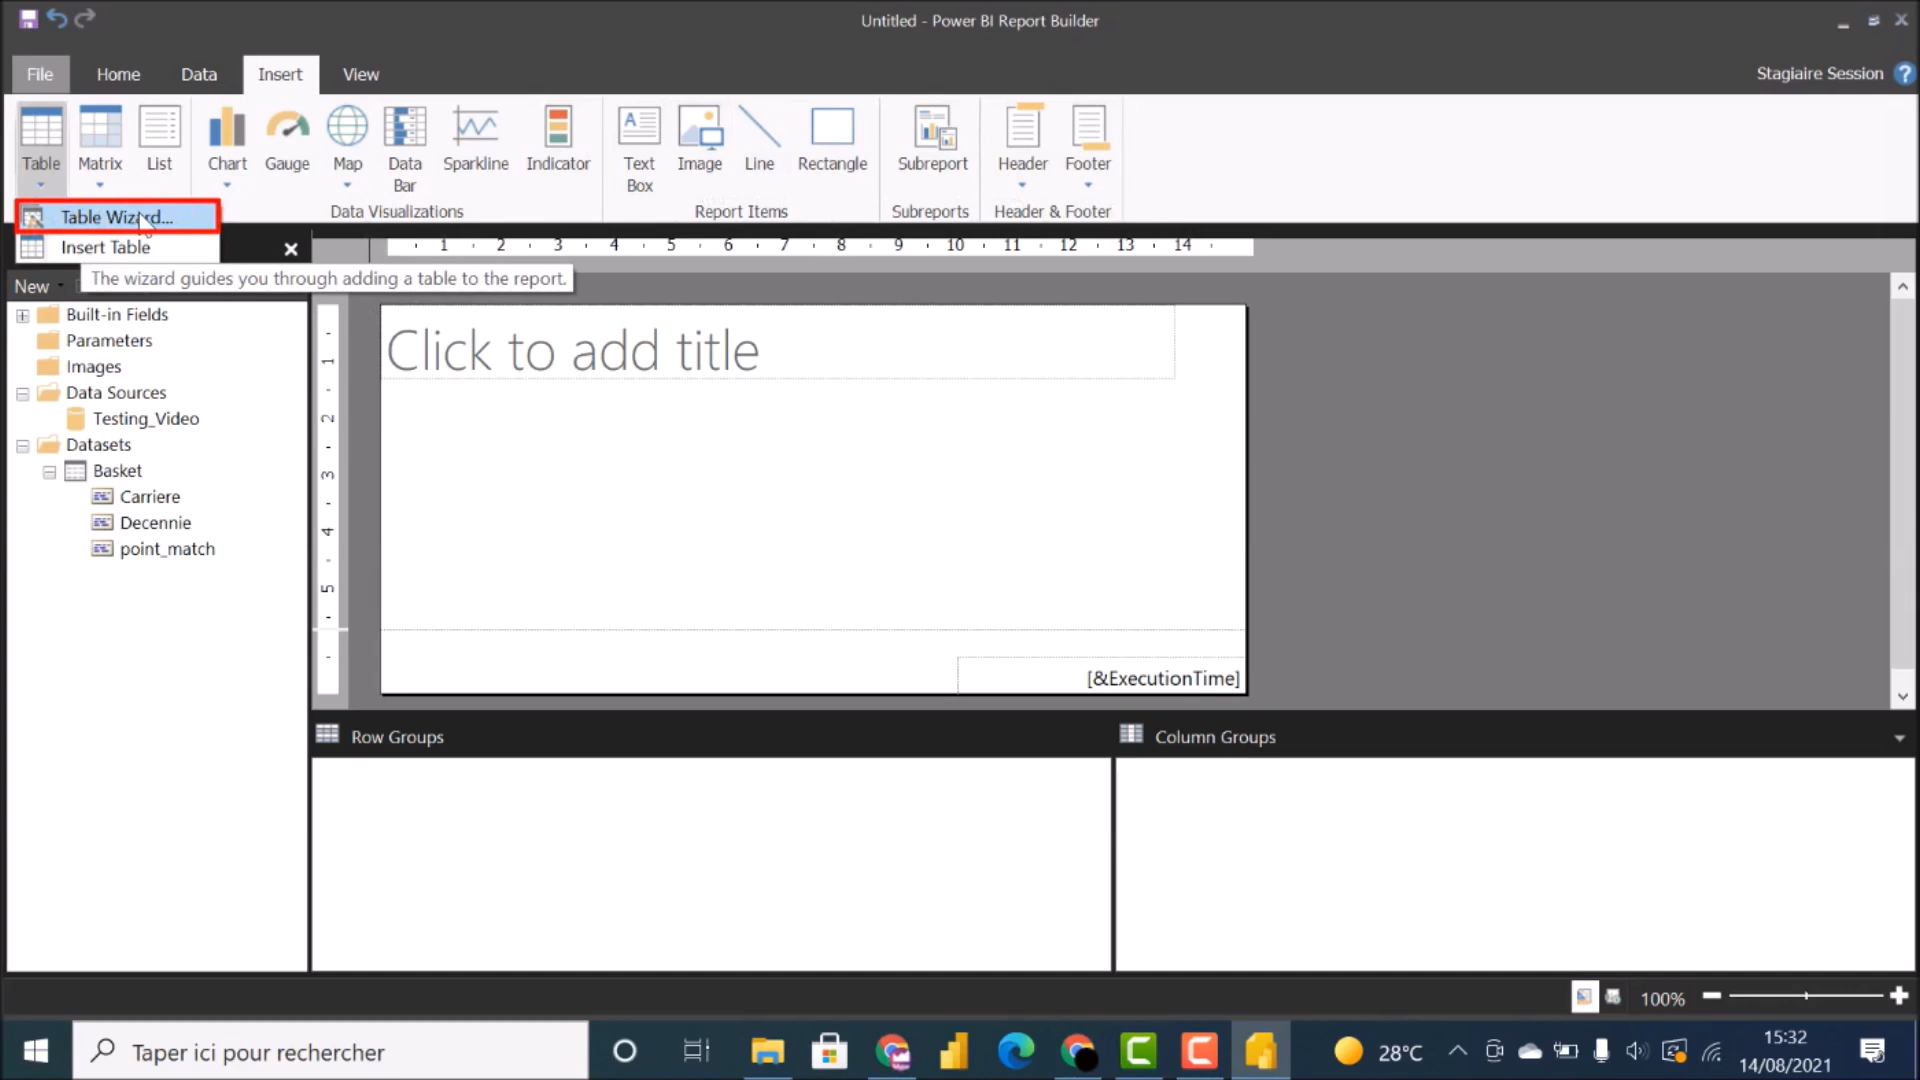 Untitled - Power BI Report Builder
File Home Data Insert View
Stagiaire Session ?
Table Matrix List Chart Gauge Map Data Bar Sparkline Indicator Text Box Image Line Rectangle Subreport Header Footer
Data Visualizations Report Items Subreports Header & Footer
Table Wizard...
Insert Table
The wizard guides you through adding a table to the report.
1 2 3 4 5 6 7 8 9 10 11 12 13 14
New
Built-in Fields
Parameters
Images
Data Sources
Testing_Video
Datasets
Basket
Carriere
Decennie
point_match
1
2
3
4
5
Click to add title
[&ExecutionTime]
Row Groups
Column Groups
100%
Taper ici pour rechercher
28°C
15:32
14/08/2021